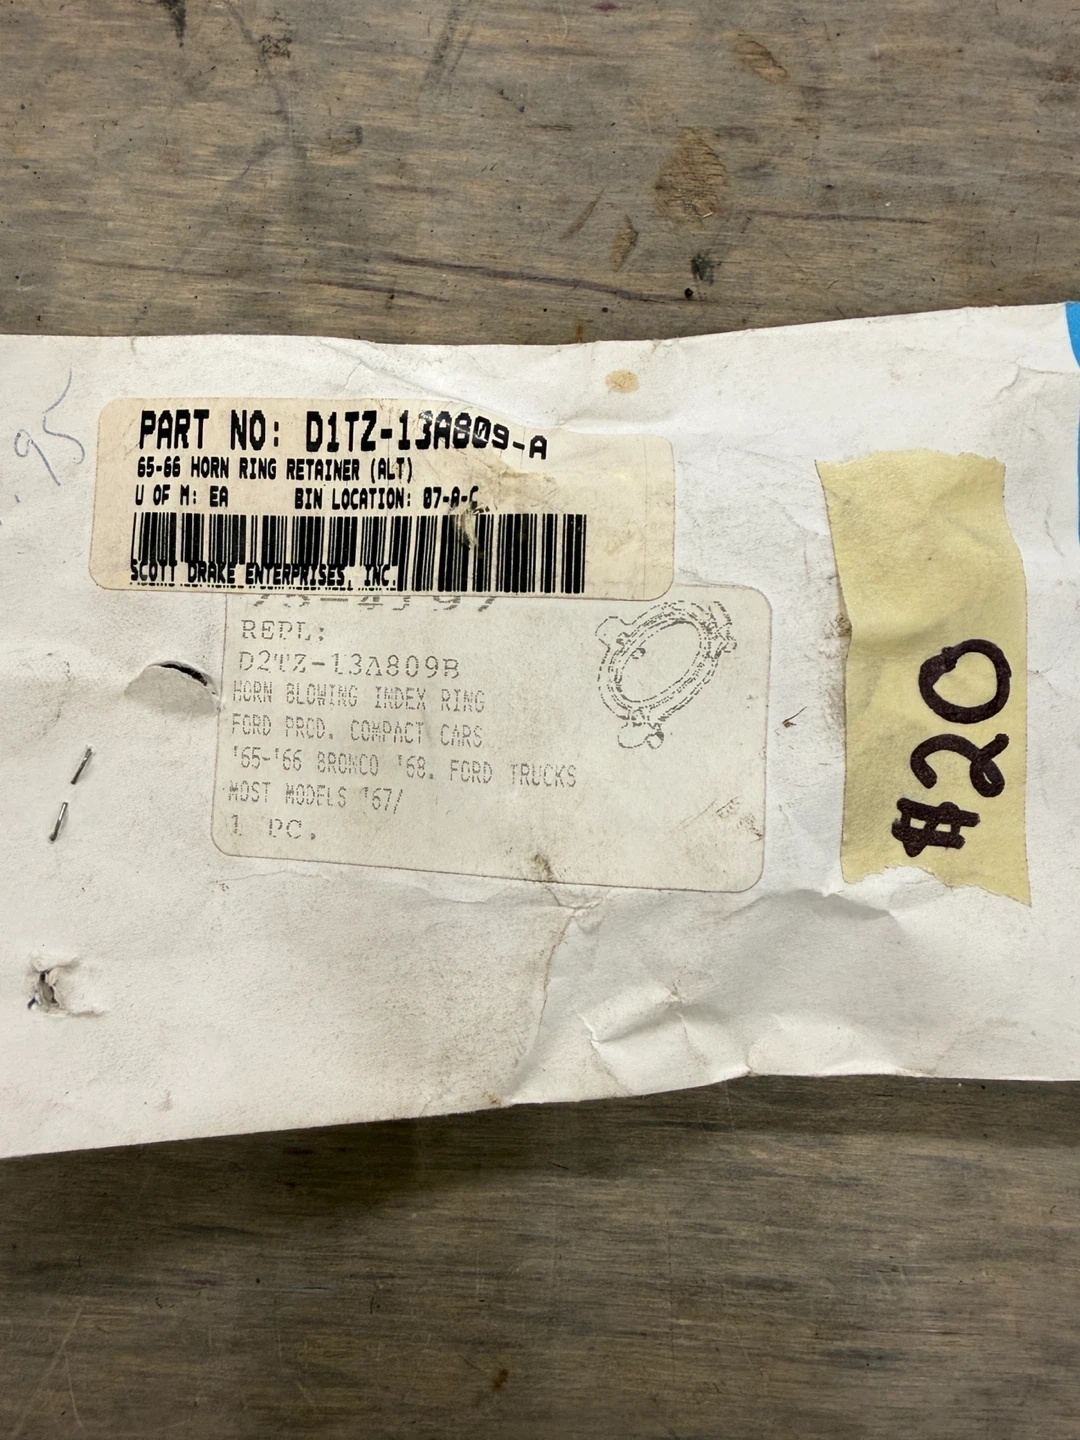 .95
PART NO: D1TZ-13A809-A
65-66 HORN RING RETAINER (ALT)
U OF M: EA BIN LOCATION: 07-A-C
SCOTT DRAKE ENTERPRISES, INC.
REPL:
D2TZ-13A809B
HORN BLOWING INDEX RING
FORD PROD. COMPACT CARS
'65-'66 BRONCO '68. FORD TRUCKS
MOST MODELS '67/
1 PC.
#20